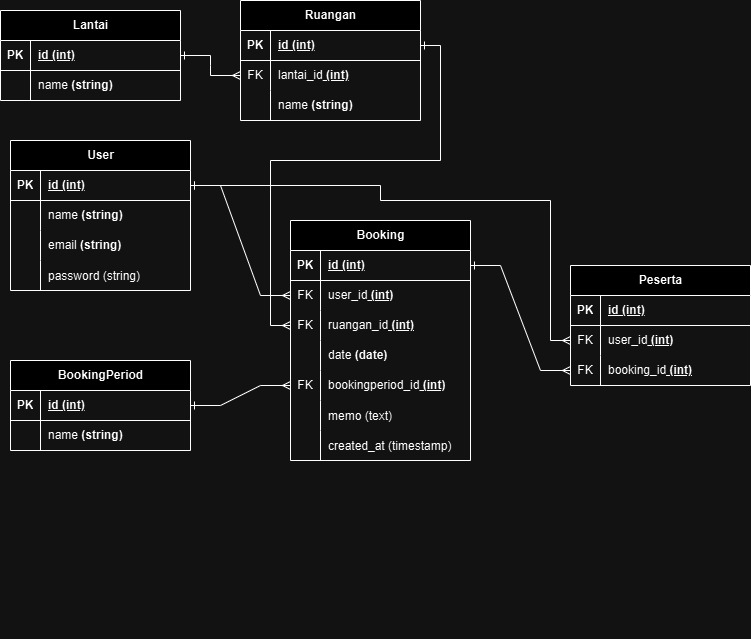 Lantai
PK id (int)
name (string)
Ruangan
PK id (int)
FK lantai_id (int)
name (string)
User
PK id (int)
name (string)
email (string)
password (string)
Booking
PK id (int)
FK user_id (int)
FK ruangan_id (int)
date (date)
FK bookingperiod_id (int)
memo (text)
created_at (timestamp)
Peserta
PK id (int)
FK user_id (int)
FK booking_id (int)
BookingPeriod
PK id (int)
name (string)